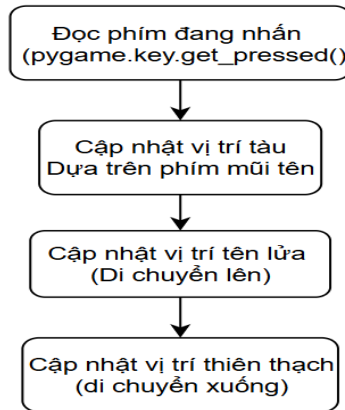 Đọc phím đang nhấn
(pygame.key.get_pressed()
Cập nhật vị trí tàu
Dựa trên phím mũi tên
Cập nhật vị trí tên lửa
(Di chuyển lên)
Cập nhật vị trí thiên thạch
(di chuyển xuống)